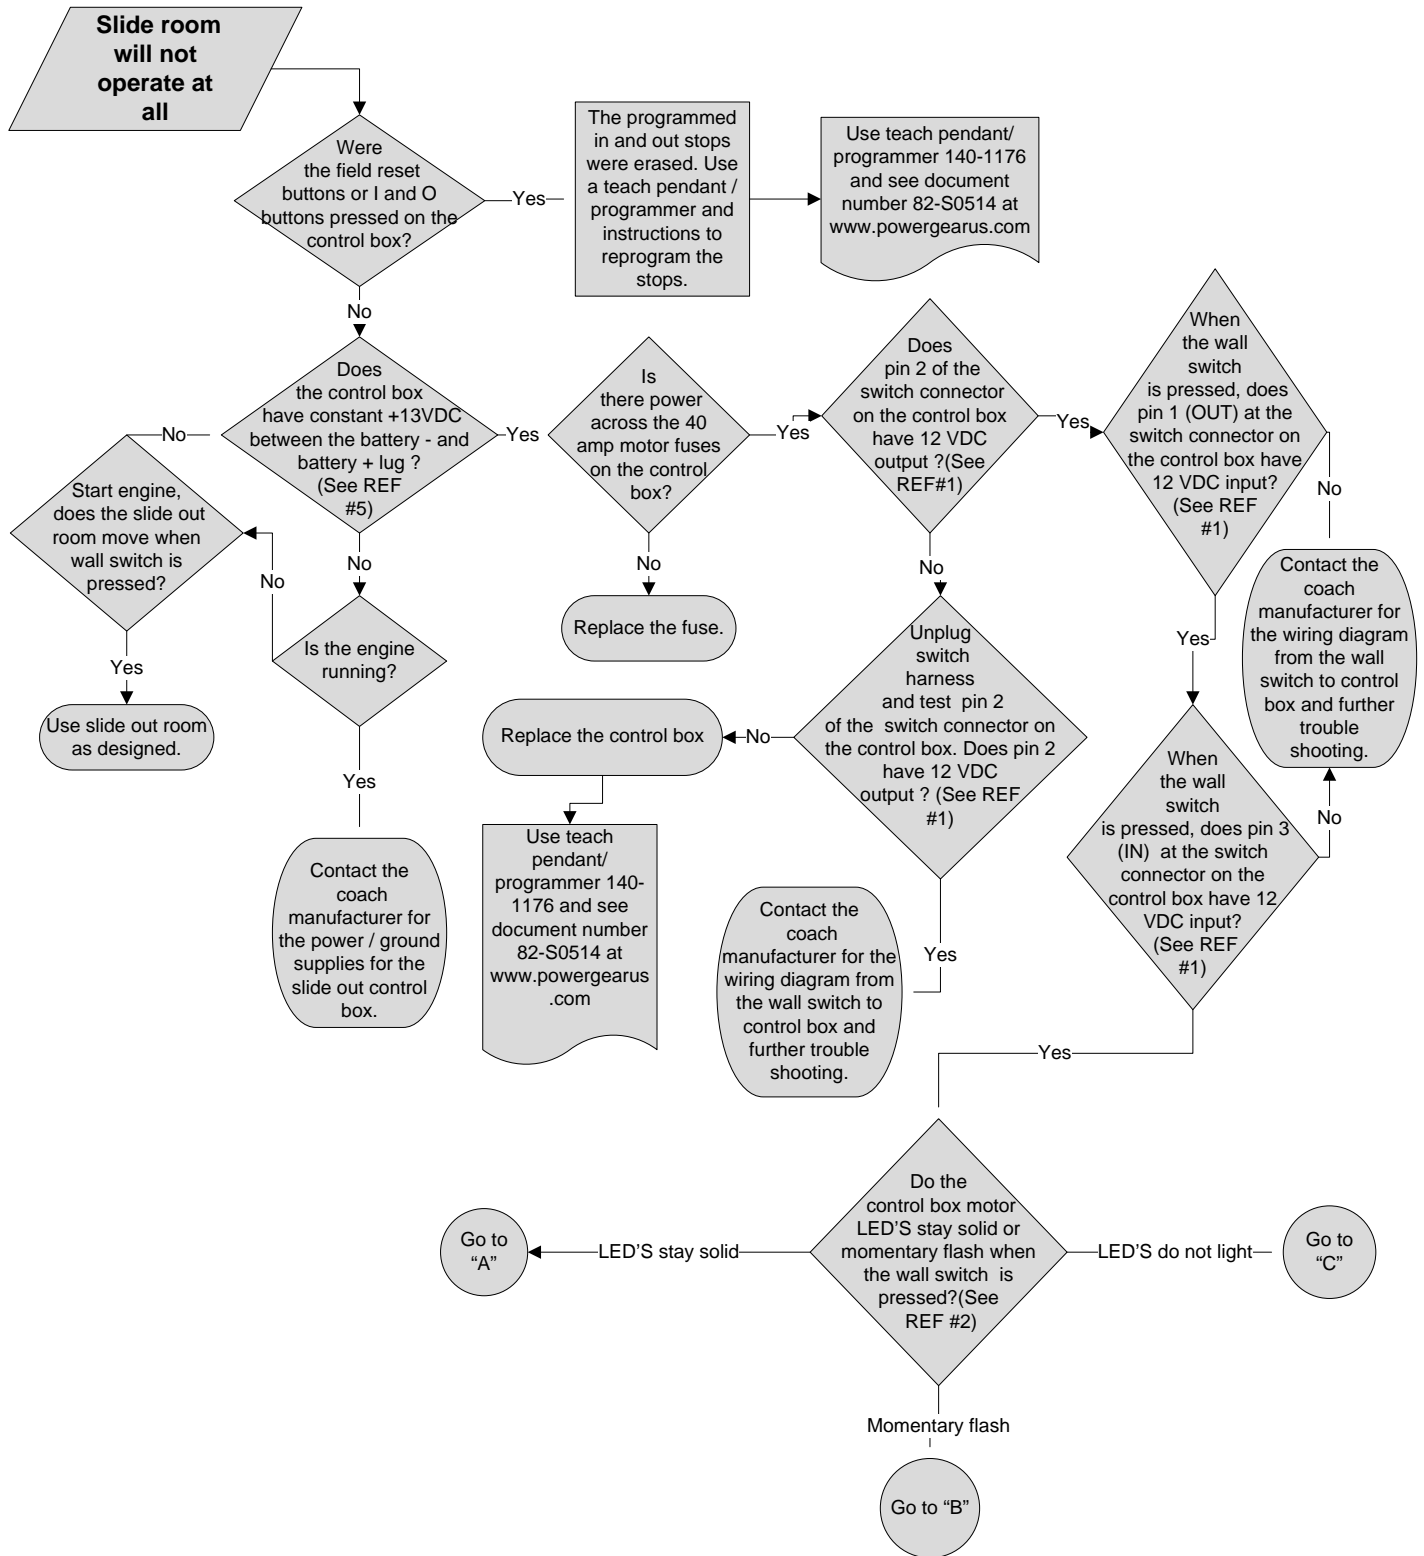 Slide room
will not
operate at
all
Were
the field reset
buttons or I and O
buttons pressed on the
control box?
Yes
The programmed
in and out stops
were erased. Use
a teach pendant /
programmer and
instructions to
reprogram the
stops.
Use teach pendant/
programmer 140-1176
and see document
number 82-S0514 at
www.powergearus.com
No
Does
the control box
have constant +13VDC
between the battery - and
battery + lug ?
(See REF
#5)
No
Yes
Is
there power
across the 40
amp motor fuses
on the control
box?
Yes
Does
pin 2 of the
switch connector
on the control box
have 12 VDC
output ?(See
REF#1)
Yes
When
the wall
switch
is pressed, does
pin 1 (OUT) at the
switch connector on
the control box have
12 VDC input?
(See REF
#1)
No
Start engine,
does the slide out
room move when
wall switch is
pressed?
No
No
No
No
Yes
Use slide out room
as designed.
Is the engine
running?
Replace the fuse.
Unplug
switch
harness
and test  pin 2
of the  switch connector on
the control box. Does pin 2
have 12 VDC
output ? (See REF
#1)
Yes
Contact the
coach
manufacturer for
the wiring diagram
from the wall
switch to control
box and further
trouble
shooting.
Replace the control box
No
Yes
Use teach
pendant/
programmer 140-
1176 and see
document number
82-S0514 at
www.powergearus
.com
When
the wall
switch
is pressed, does pin 3
(IN)  at the switch
connector on the
control box have 12
VDC input?
(See REF
#1)
No
Contact the
coach
manufacturer for
the power / ground
supplies for the
slide out control
box.
Contact the
coach
manufacturer for the
wiring diagram from
the wall switch to
control box and
further trouble
shooting.
Yes
Yes
Do the
control box motor
LED'S stay solid or
momentary flash when
the wall switch  is
pressed?(See
REF #2)
Go to
“A”
LED'S stay solid
LED'S do not light
Go to
“C”
Momentary flash
Go to “B”